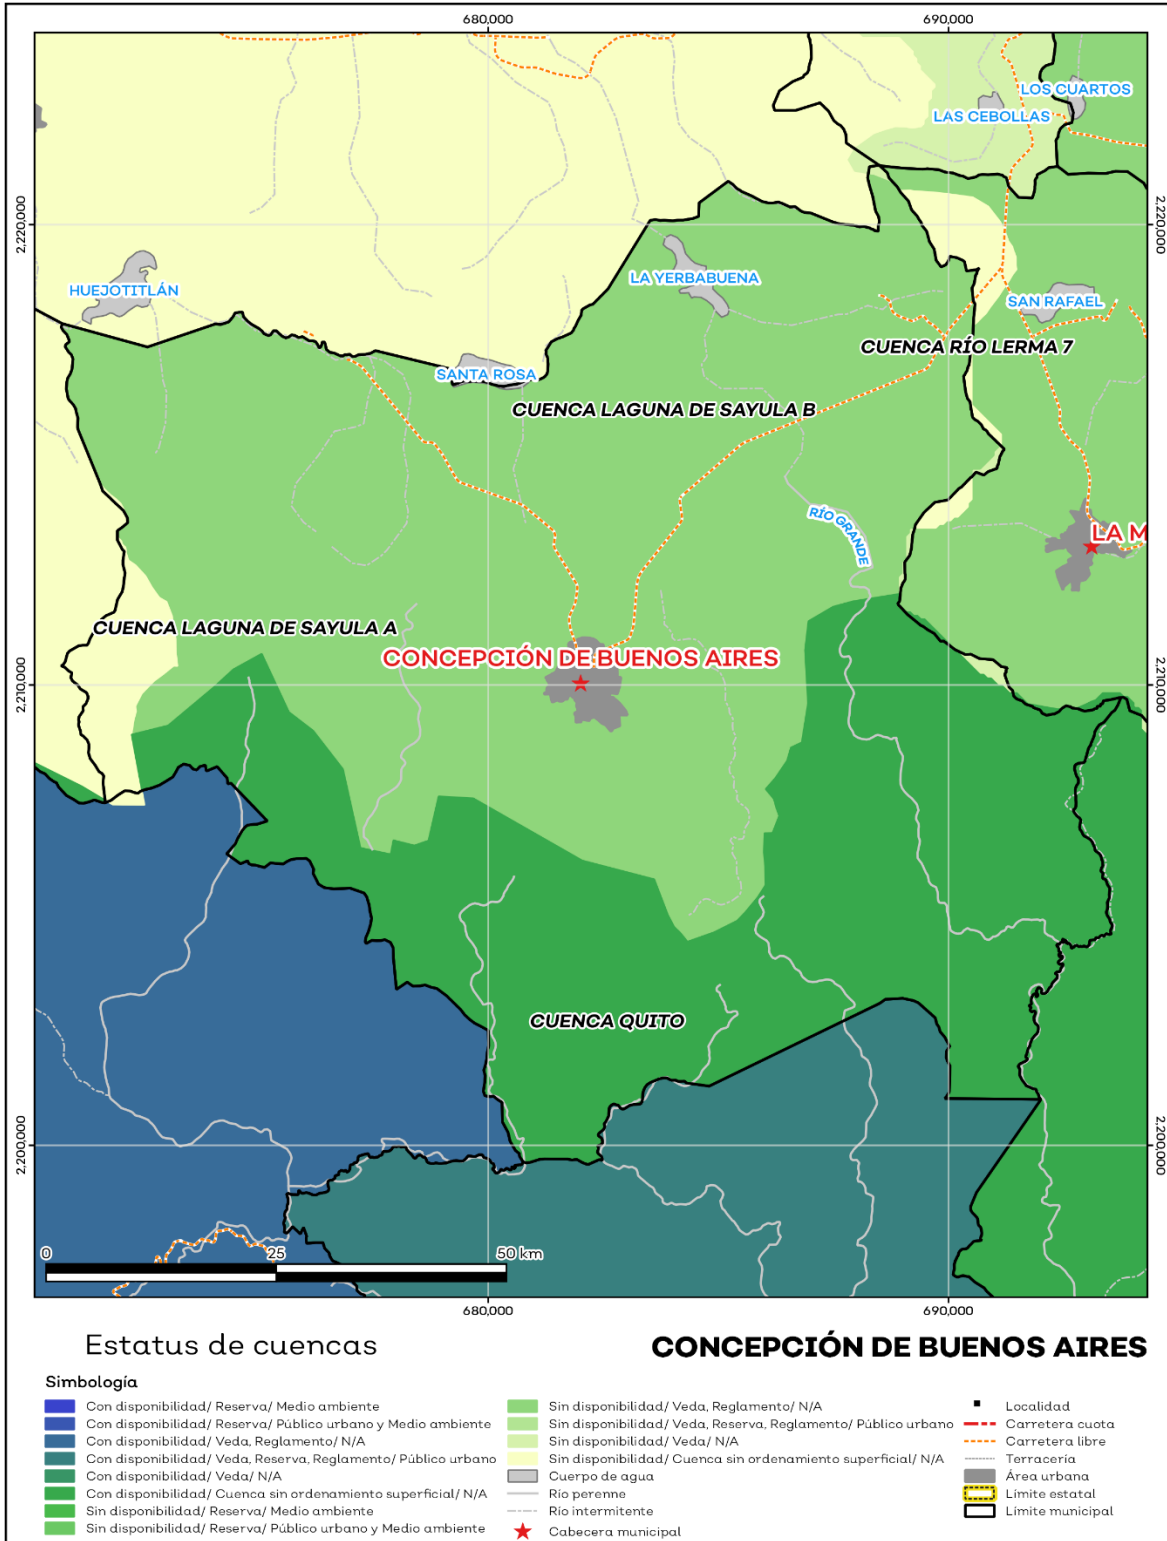 680,000
690,000
LOS CUARTOS
LAS CEBOLLAS
2,220,000
2,220,000
HUEJOTITLÁN
LA YERBABUENA
SAN RAFAEL
CUENCA RÍO LERMA 7
SANTA ROSA
CUENCA LAGUNA DE SAYULA B
RÍO GRANDE
LA M
CUENCA LAGUNA DE SAYULA A
CONCEPCIÓN DE BUENOS AIRES
2,210,000
2,210,000
CUENCA QUITO
2,200,000
2,200,000
0 25 50 km
680,000
690,000
Estatus de cuencas
CONCEPCIÓN DE BUENOS AIRES
Simbología
Con disponibilidad/ Reserva/ Medio ambiente
Con disponibilidad/ Reserva/ Público urbano y Medio ambiente
Con disponibilidad/ Veda, Reglamento/ N/A
Con disponibilidad/ Veda, Reserva, Reglamento/ Público urbano
Con disponibilidad/ Veda/ N/A
Con disponibilidad/ Cuenca sin ordenamiento superficial/ N/A
Sin disponibilidad/ Reserva/ Medio ambiente
Sin disponibilidad/ Reserva/ Público urbano y Medio ambiente
Sin disponibilidad/ Veda, Reglamento/ N/A
Sin disponibilidad/ Veda, Reserva, Reglamento/ Público urbano
Sin disponibilidad/ Veda/ N/A
Sin disponibilidad/ Cuenca sin ordenamiento superficial/ N/A
Cuerpo de agua
Río perenne
Río intermitente
Cabecera municipal
Localidad
Carretera cuota
Carretera libre
Terracería
Área urbana
Límite estatal
Límite municipal